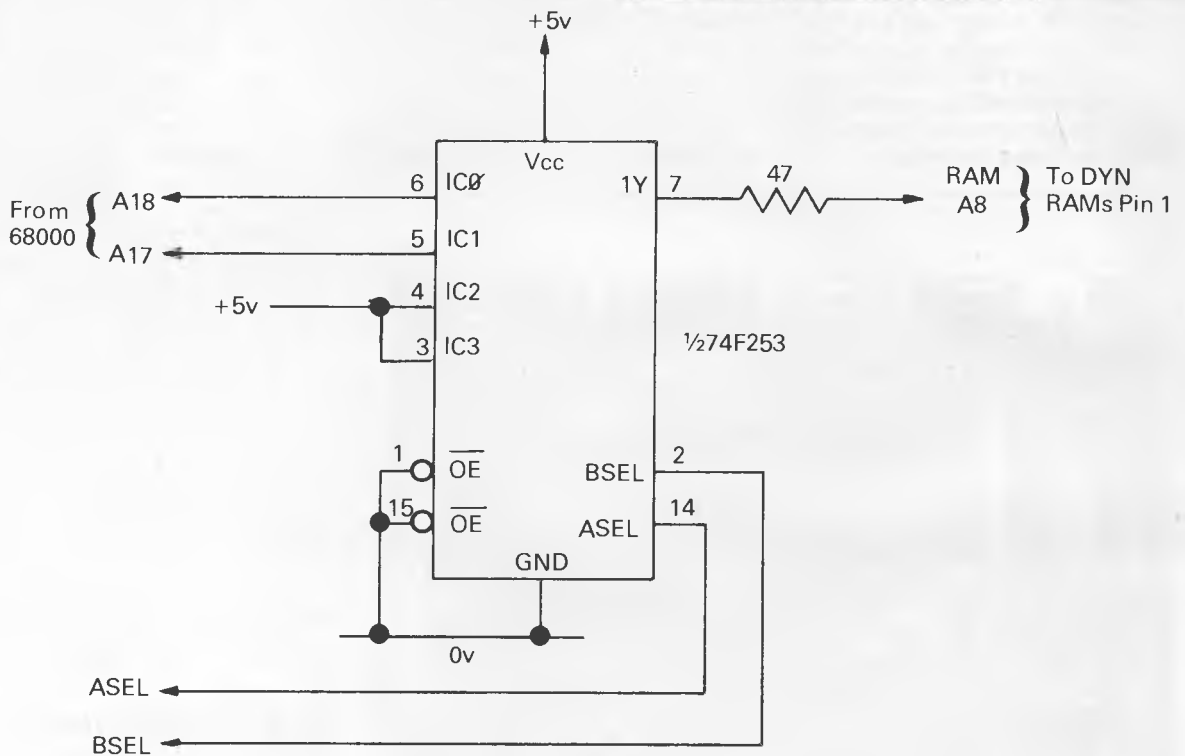 +5v
Vcc
6 IC0
1Y 7
47
RAM
A8
To DYN
RAMs Pin 1
From
68000
A18
A17
5 IC1
+5v
4 IC2
3 IC3
½74F253
1 OE
15 OE
BSEL 2
ASEL 14
GND
0v
ASEL
BSEL